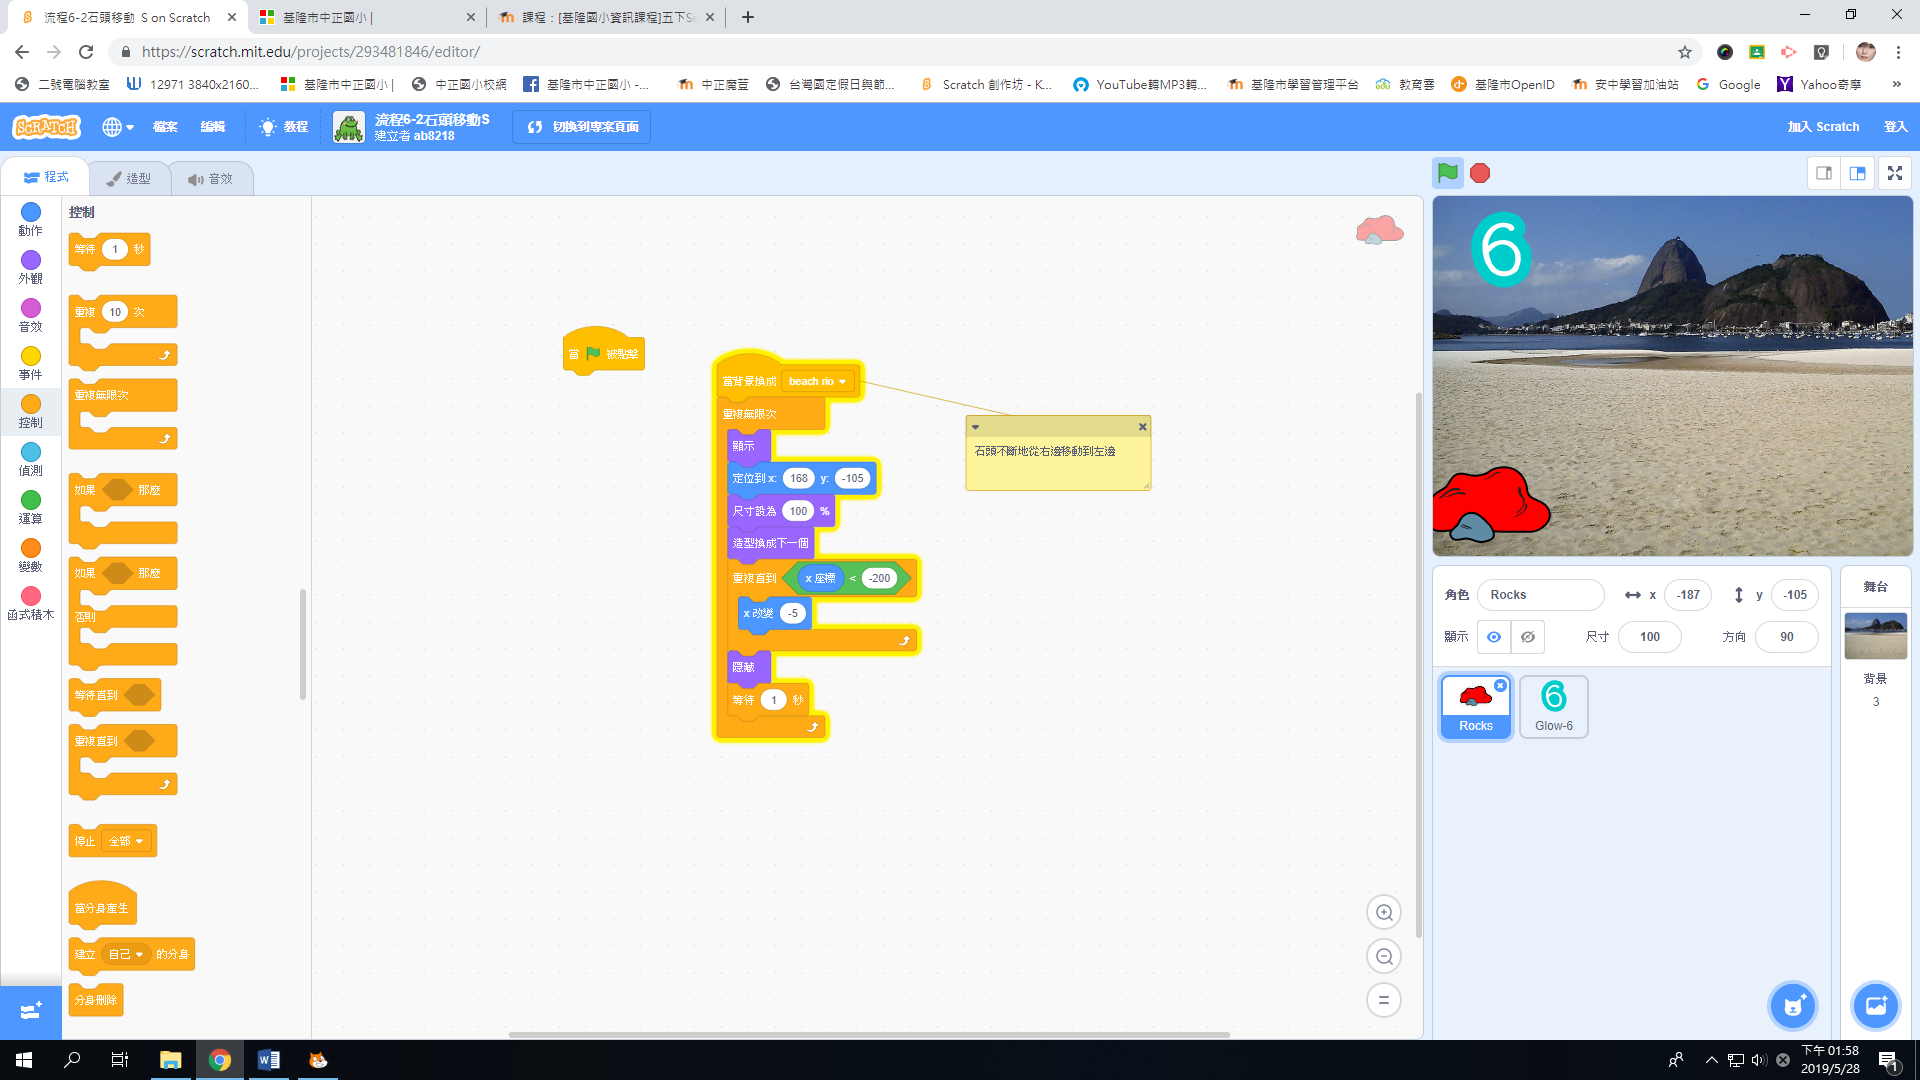 流程6-2石頭移動 S on Scratch
基隆市中正國小 |
課程：[基隆國小資訊課程]五下Sc
https://scratch.mit.edu/projects/293481846/editor/
二號電腦教室
12971 3840x2160...
基隆市中正國小 |
中正國小校網
基隆市中正國小 -...
中正魔荳
台灣國定假日與節...
Scratch 創作坊 - K...
YouTube轉MP3轉...
基隆市學習管理平台
教育雲
基隆市OpenID
安中學習加油站
Google
Yahoo奇摩
»
SCRATCH
檔案
編輯
教程
流程6-2石頭移動S
建立者 ab8218
切換到專案頁面
加入 Scratch
登入
程式
造型
音效
動作
外觀
音效
事件
控制
偵測
運算
變數
函式積木
控制
等待 1 秒
重複 10 次
重複無限次
如果 那麼
如果 那麼
否則
等待直到
重複直到
停止 全部
當分身產生
建立 自己 的分身
分身刪除
當 被點擊
當背景換成 beach rio
重複無限次
顯示
定位到 x: 168 y: -105
尺寸設為 100 %
造型換成下一個
重複直到 x 座標 < -200
x 改變 -5
隱藏
等待 1 秒
石頭不斷地從右邊移動到左邊
6
角色 Rocks x -187 y -105
顯示 尺寸 100 方向 90
Rocks
6
Glow-6
舞台
背景
3
下午 01:58
2019/5/28
1